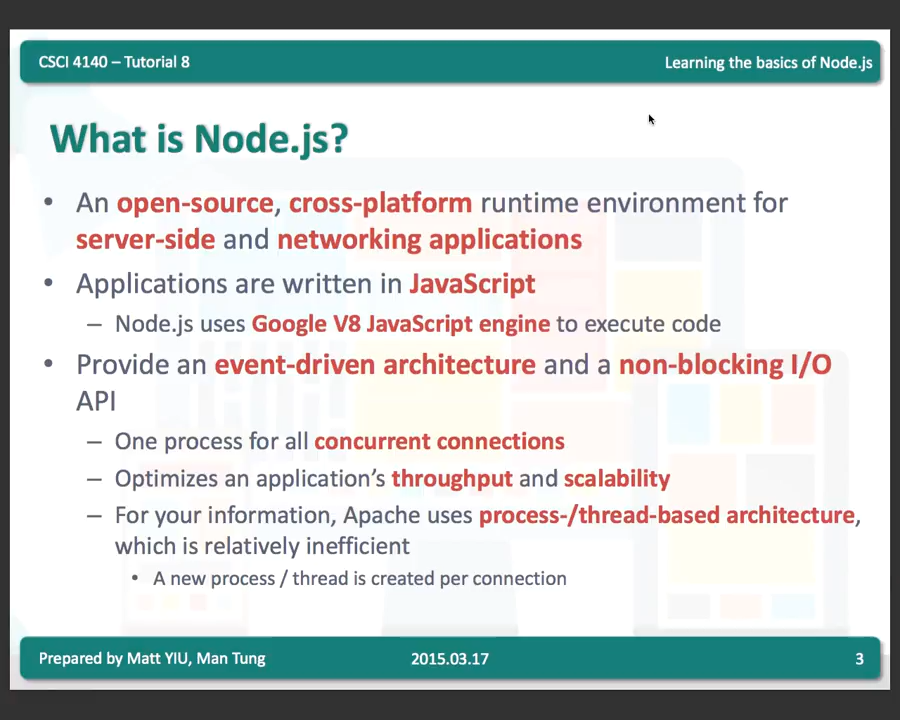 CSCI 4140 – Tutorial 8
Learning the basics of Node.js
What is Node.js?
• An open-source, cross-platform runtime environment for
server-side and networking applications
• Applications are written in JavaScript
– Node.js uses Google V8 JavaScript engine to execute code
• Provide an event-driven architecture and a non-blocking I/O
API
– One process for all concurrent connections
– Optimizes an application’s throughput and scalability
– For your information, Apache uses process-/thread-based architecture,
which is relatively inefficient
• A new process / thread is created per connection
Prepared by Matt YIU, Man Tung
2015.03.17
3